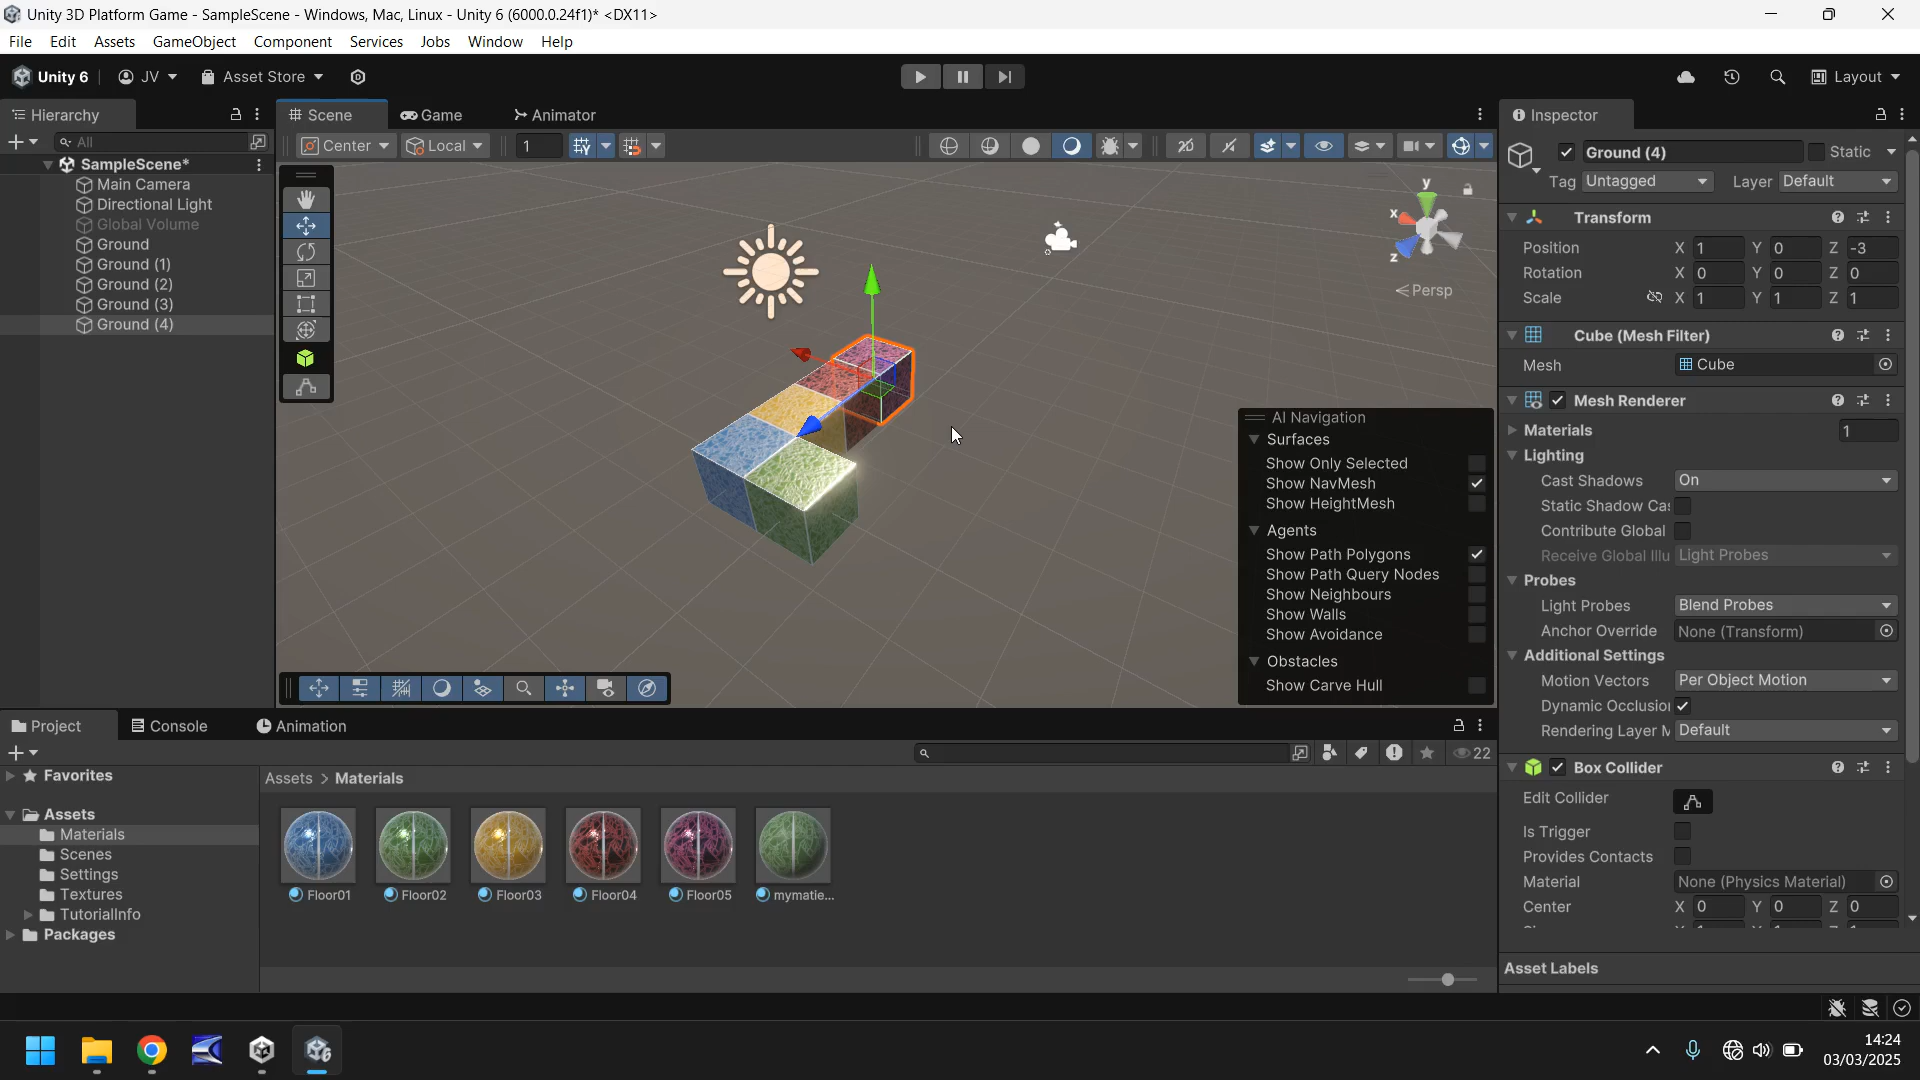 Unity 3D Platform Game - SampleScene - Windows, Mac, Linux - Unity 6 (6000.0.24f1)* <DX11>
File Edit Assets GameObject Component Services Jobs Window Help
Unity 6 JV Asset Store Layout
Hierarchy
All
SampleScene*
Main Camera
Directional Light
Global Volume
Ground
Ground (1)
Ground (2)
Ground (3)
Ground (4)
Scene Game Animator
Center Local 1 2D
y
x
z
Persp
AI Navigation
Surfaces
Show Only Selected
Show NavMesh
Show HeightMesh
Agents
Show Path Polygons
Show Path Query Nodes
Show Neighbours
Show Walls
Show Avoidance
Obstacles
Show Carve Hull
Inspector
Ground (4) Static
Tag Untagged Layer Default
Transform
Position X 1 Y 0 Z -3
Rotation X 0 Y 0 Z 0
Scale X 1 Y 1 Z 1
Cube (Mesh Filter)
Mesh Cube
Mesh Renderer
Materials 1
Lighting
Cast Shadows On
Static Shadow Cas
Contribute Global
Receive Global Illu Light Probes
Probes
Light Probes Blend Probes
Anchor Override None (Transform)
Additional Settings
Motion Vectors Per Object Motion
Dynamic Occlusion
Rendering Layer M Default
Box Collider
Edit Collider
Is Trigger
Provides Contacts
Material None (Physics Material)
Center X 0 Y 0 Z 0
Asset Labels
Project Console Animation
22
Favorites
Assets
Materials
Scenes
Settings
Textures
TutorialInfo
Packages
Assets > Materials
Floor01 Floor02 Floor03 Floor04 Floor05 mymatie...
14:24
03/03/2025